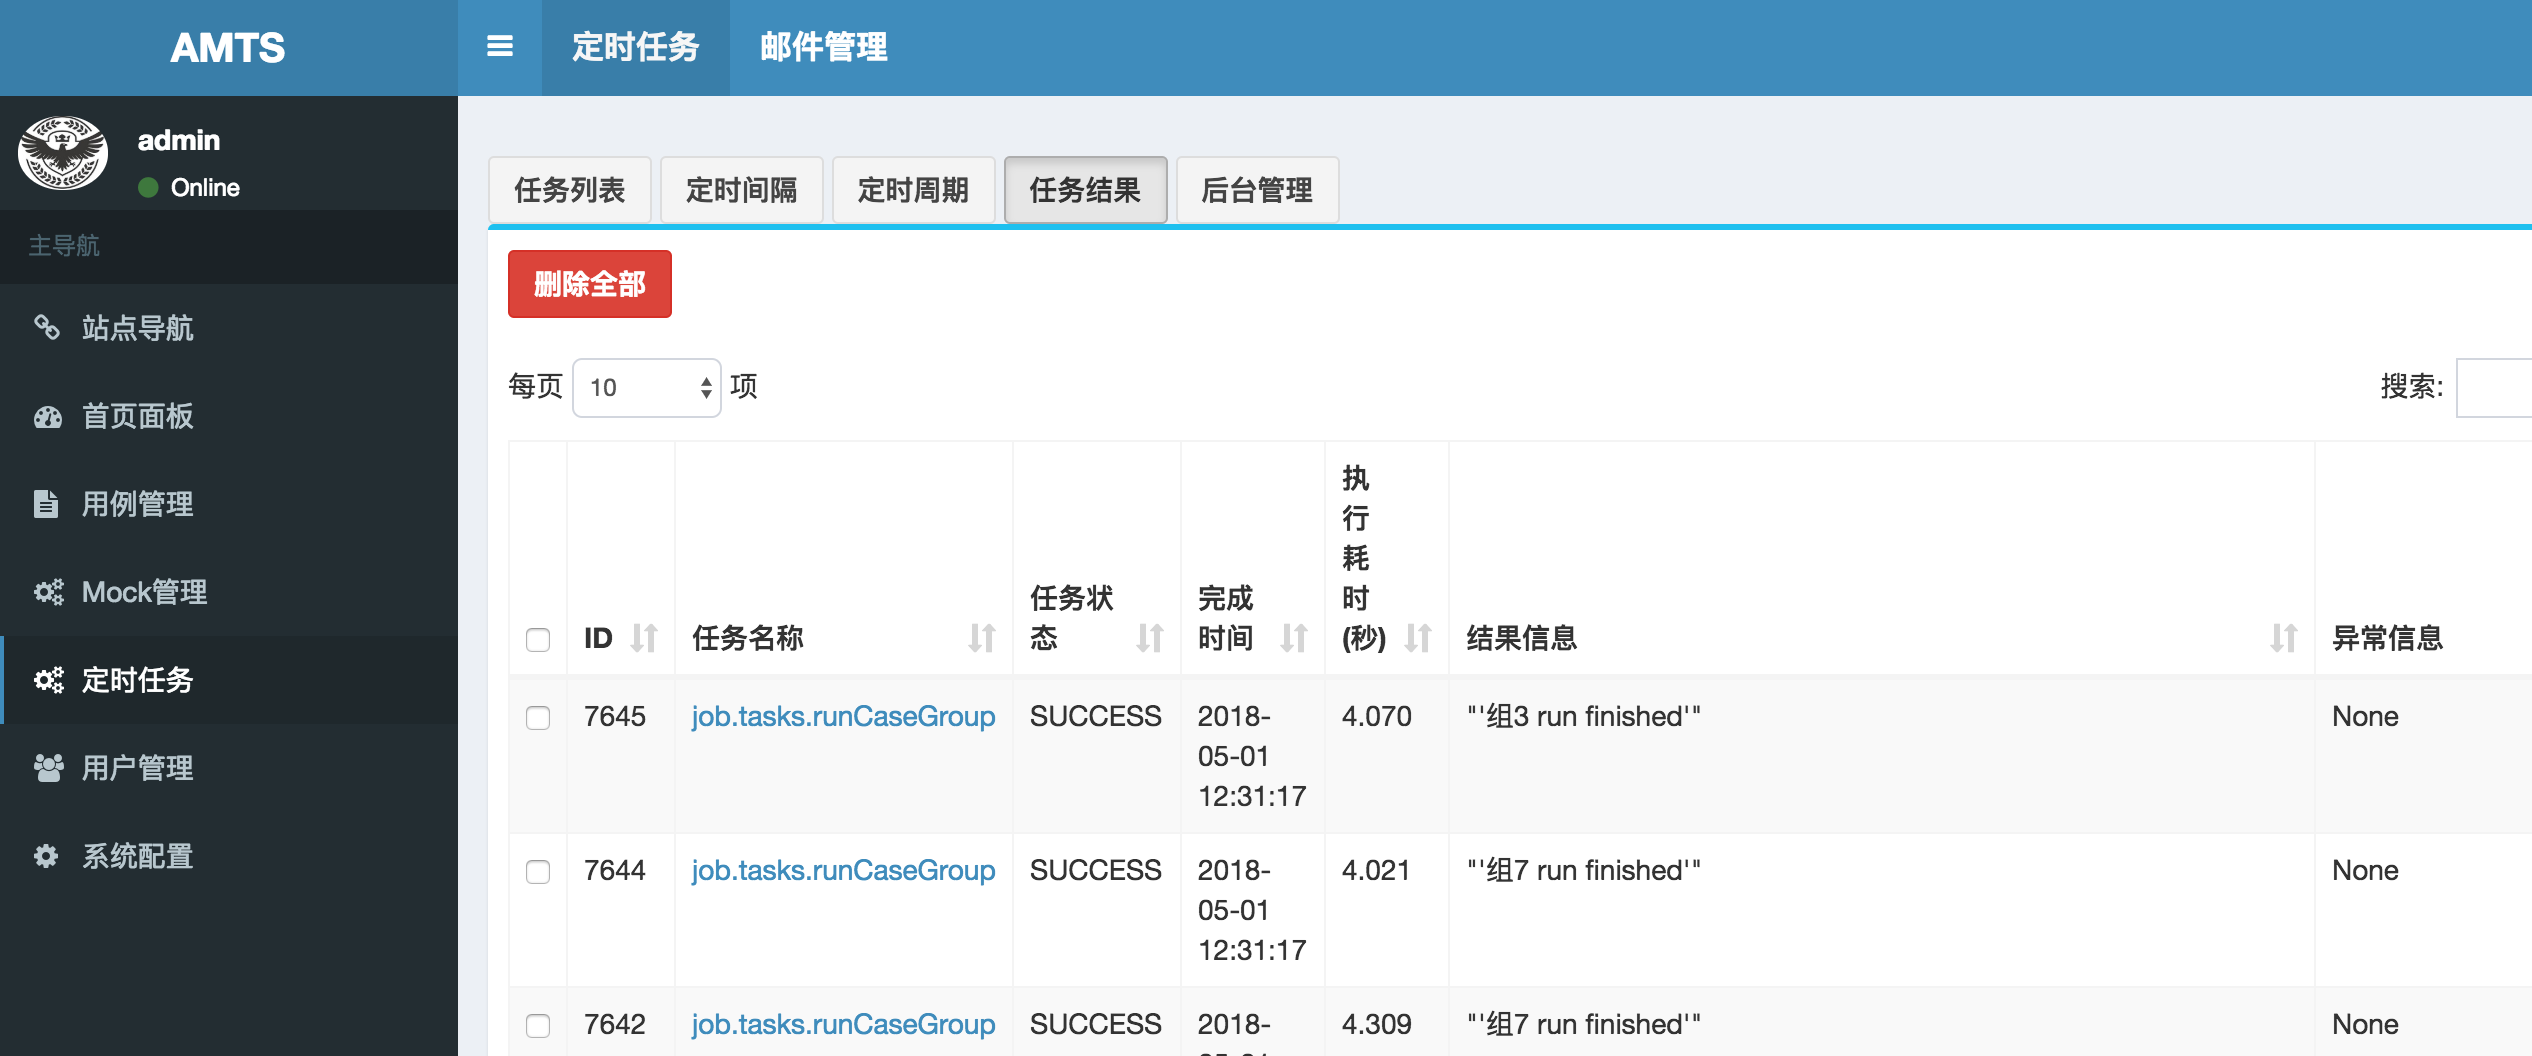 AMTS
定时任务
邮件管理
admin
Online
主导航
站点导航
首页面板
用例管理
Mock管理
定时任务
用户管理
系统配置
任务列表
定时间隔
定时周期
任务结果
后台管理
删除全部
每页 10 项
搜索:
ID
任务名称
任务状
态
完成
时间
执
行
耗
时
(秒)
结果信息
异常信息
7645 job.tasks.runCaseGroup SUCCESS 2018- 4.070 "'组3 run finished'" None
05-01
12:31:17
7644 job.tasks.runCaseGroup SUCCESS 2018- 4.021 "'组7 run finished'" None
05-01
12:31:17
7642 job.tasks.runCaseGroup SUCCESS 2018- 4.309 "'组7 run finished'" None